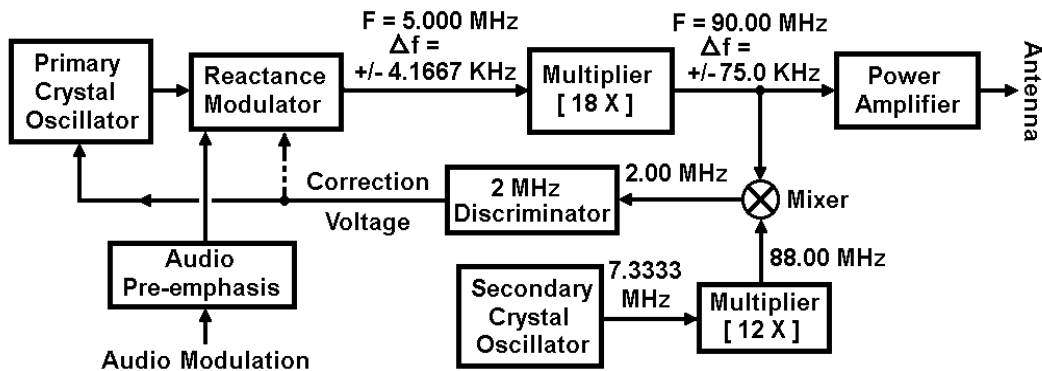 Primary
Crystal
Oscillator
Reactance
Modulator
F = 5.000 MHz
Δf =
+/- 4.1667 KHz
Multiplier
[ 18 X ]
F = 90.00 MHz
Δf =
+/- 75.0 KHz
Power
Amplifier
Antenna
Correction
Voltage
2 MHz
Discriminator
2.00 MHz
Mixer
88.00 MHz
Audio
Pre-emphasis
Audio Modulation
Secondary
Crystal
Oscillator
7.3333
MHz
Multiplier
[ 12 X ]